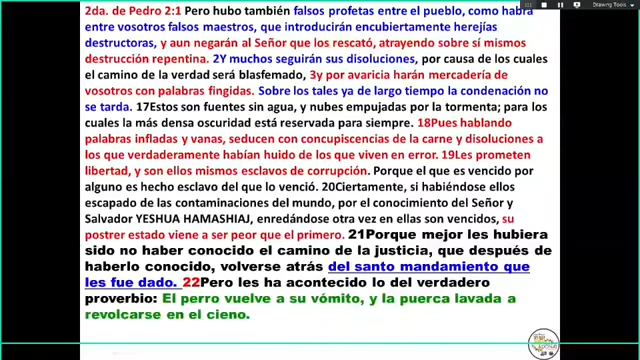 Drawing Tools
2da. de Pedro 2:1 Pero hubo también falsos profetas entre el pueblo, como habrá
entre vosotros falsos maestros, que introducirán encubiertamente herejías
destructoras, y aun negarán al Señor que los rescató, atrayendo sobre sí mismos
destrucción repentina. 2Y muchos seguirán sus disoluciones, por causa de los cuales
el camino de la verdad será blasfemado, 3y por avaricia harán mercadería de
vosotros con palabras fingidas. Sobre los tales ya de largo tiempo la condenación no
se tarda. 17Estos son fuentes sin agua, y nubes empujadas por la tormenta; para los
cuales la más densa oscuridad está reservada para siempre. 18Pues hablando
palabras infladas y vanas, seducen con concupiscencias de la carne y disoluciones a
los que verdaderamente habían huido de los que viven en error. 19Les prometen
libertad, y son ellos mismos esclavos de corrupción. Porque el que es vencido por
alguno es hecho esclavo del que lo venció. 20Ciertamente, si habiéndose ellos
escapado de las contaminaciones del mundo, por el conocimiento del Señor y
Salvador YESHUA HAMASHIAJ, enredándose otra vez en ellas son vencidos, su
postrer estado viene a ser peor que el primero. 21Porque mejor les hubiera
sido no haber conocido el camino de la justicia, que después de
haberlo conocido, volverse atrás del santo mandamiento que
les fue dado. 22Pero les ha acontecido lo del verdadero
proverbio: El perro vuelve a su vómito, y la puerca lavada a
revolcarse en el cieno.